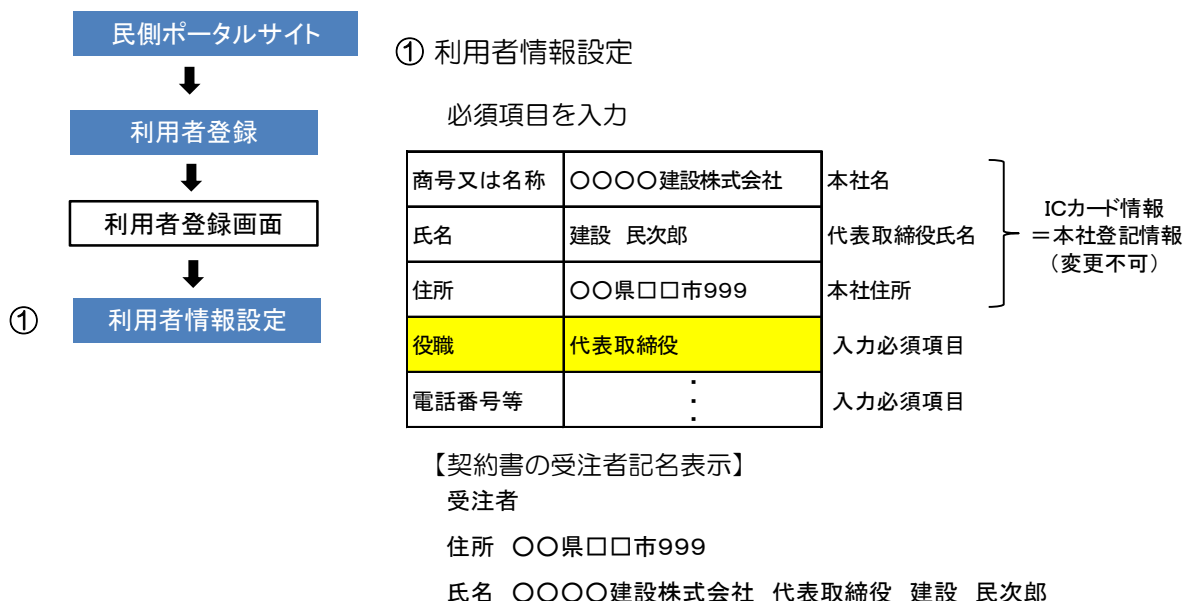 民側ポータルサイト
利用者登録
利用者登録画面
① 利用者情報設定
① 利用者情報設定
必須項目を入力
商号又は名称 〇〇〇〇建設株式会社 本社名
氏名 建設 民次郎 代表取締役氏名
住所 〇〇県□□市999 本社住所
役職 代表取締役 入力必須項目
電話番号等 ・・・ 入力必須項目
ICカード情報
＝本社登記情報
（変更不可）
【契約書の受注者記名表示】
受注者
住所 〇〇県□□市999
氏名 〇〇〇〇建設株式会社 代表取締役 建設 民次郎